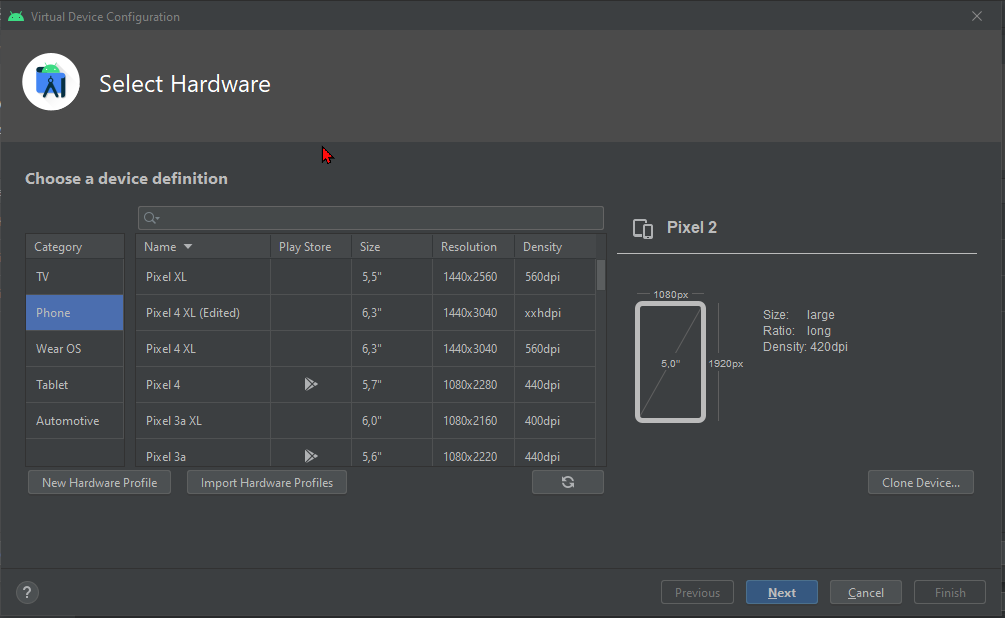 Virtual Device Configuration
Select Hardware
Choose a device definition
Category
TV
Phone
Wear OS
Tablet
Automotive
Name Play Store Size Resolution Density
Pixel XL 5,5" 1440x2560 560dpi
Pixel 4 XL (Edited) 6,3" 1440x3040 xxhdpi
Pixel 4 XL 6,3" 1440x3040 560dpi
Pixel 4 5,7" 1080x2280 440dpi
Pixel 3a XL 6,0" 1080x2160 400dpi
Pixel 3a 5,6" 1080x2220 440dpi
Pixel 2
1080px
5,0"
1920px
Size: large
Ratio: long
Density: 420dpi
New Hardware Profile Import Hardware Profiles Clone Device...
? Previous Next Cancel Finish